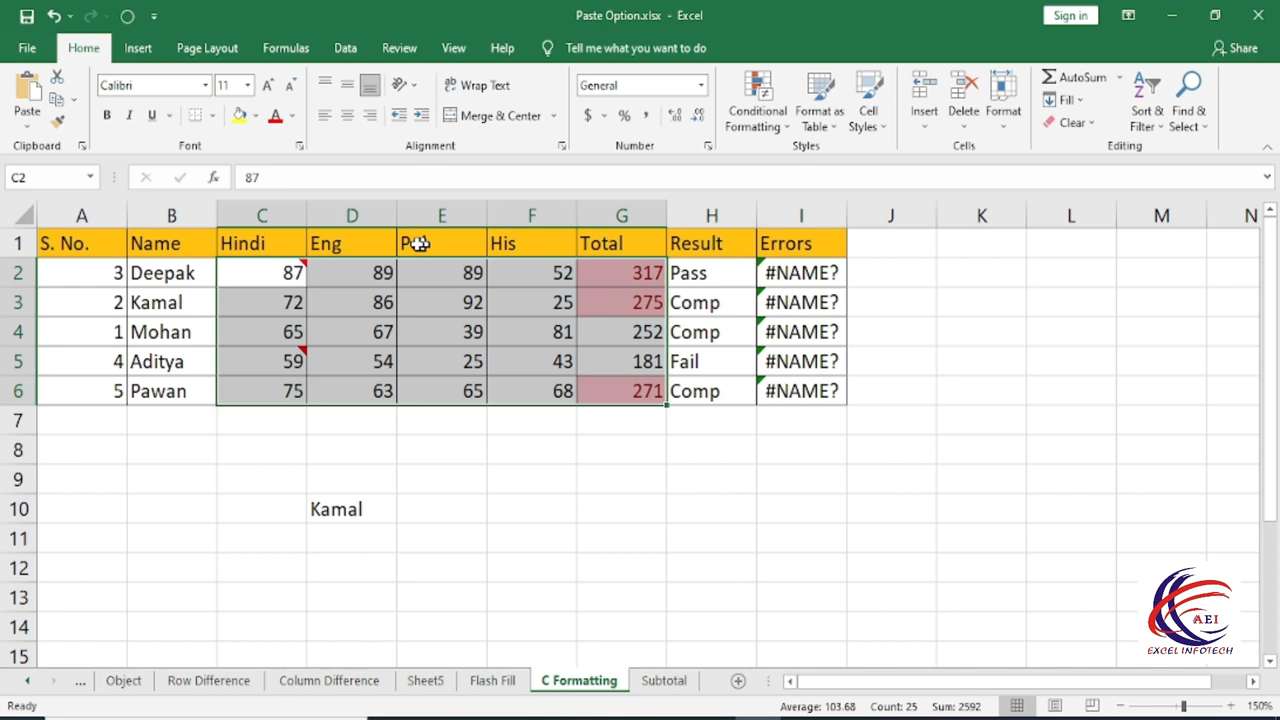 Paste Option.xlsx - Excel
Sign in
File Home Insert Page Layout Formulas Data Review View Help Tell me what you want to do Share
Calibri 11 Wrap Text General AutoSum
Paste Conditional Formatting Format as Table Cell Styles Insert Delete Format Fill Sort & Filter Find & Select
B I U A Merge & Center $ % Clear
Clipboard Font Alignment Number Styles Cells Editing
C2 fx 87
A B C D E F G H I J K L M N
1 S. No. Name Hindi Eng His Total Result Errors
2 3 Deepak 87 89 89 52 317 Pass #NAME?
3 2 Kamal 72 86 92 25 275 Comp #NAME?
4 1 Mohan 65 67 39 81 252 Comp #NAME?
5 4 Aditya 59 54 25 43 181 Fail #NAME?
6 5 Pawan 75 63 65 68 271 Comp #NAME?
7
8
9
10 Kamal
11
12
13
14
15
AEI
EXCEL INFOTECH
... Object Row Difference Column Difference Sheet5 Flash Fill C Formatting Subtotal
Ready Average: 103.68 Count: 25 Sum: 2592 150%